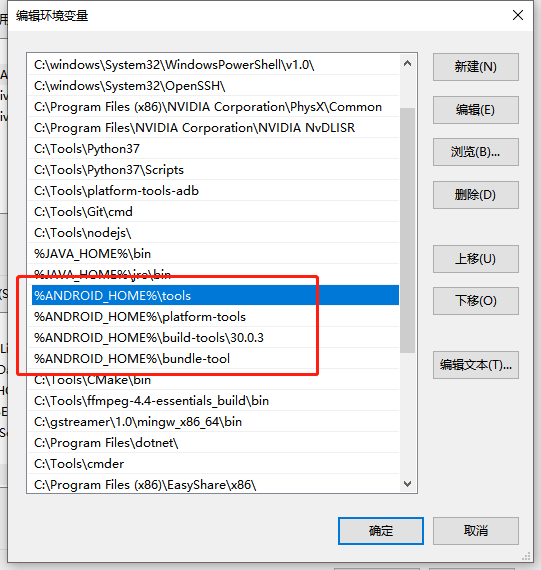 编辑环境变量
C:\windows\System32\WindowsPowerShell\v1.0\
C:\windows\System32\OpenSSH\
C:\Program Files (x86)\NVIDIA Corporation\PhysX\Common
C:\Program Files\NVIDIA Corporation\NVIDIA NvDLISR
C:\Tools\Python37
C:\Tools\Python37\Scripts
C:\Tools\platform-tools-adb
C:\Tools\Git\cmd
C:\Tools\nodejs\
%JAVA_HOME%\bin
%JAVA_HOME%\jre\bin
%ANDROID_HOME%\tools
%ANDROID_HOME%\platform-tools
%ANDROID_HOME%\build-tools\30.0.3
%ANDROID_HOME%\bundle-tool
C:\Tools\CMake\bin
C:\Tools\ffmpeg-4.4-essentials_build\bin
C:\gstreamer\1.0\mingw_x86_64\bin
C:\Program Files\dotnet\
C:\Tools\cmder
C:\Program Files (x86)\EasyShare\x86\
新建(N)
编辑(E)
浏览(B)...
删除(D)
上移(U)
下移(O)
编辑文本(T)...
确定
取消